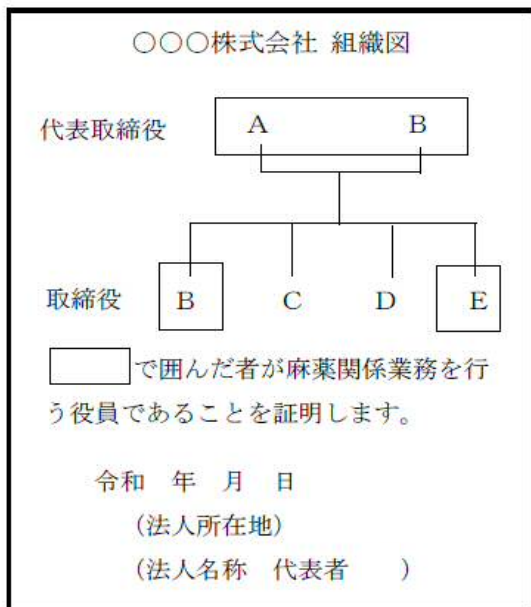 〇〇〇株式会社 組織図
代表取締役 A B
取締役 B C D E
で囲んだ者が麻薬関係業務を行
う役員であることを証明します。
令和 年 月 日
(法人所在地)
(法人名称 代表者 )